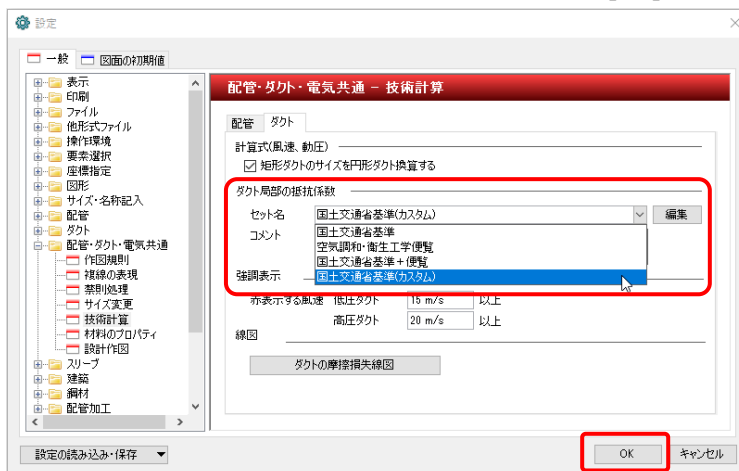 設定
一般 図面の初期値
表示
印刷
ファイル
他形式ファイル
操作環境
要素選択
座標指定
図形
サイズ・名称記入
配管
ダクト
配管・ダクト・電気共通
作図規則
複線の表現
禁則処理
サイズ変更
技術計算
材料のプロパティ
設計作図
スリーブ
建築
鋼材
配管加工
設定の読み込み・保存
配管・ダクト・電気共通 - 技術計算
配管 ダクト
計算式(風速、動圧)
矩形ダクトのサイズを円形ダクト換算する
ダクト局部の抵抗係数
セット名 国土交通省基準(カスタム) 編集
コメント
国土交通省基準
空気調和・衛生工学便覧
国土交通省基準+便覧
国土交通省基準(カスタム)
強調表示
赤表示する風速 低圧ダクト 15 m/s 以上
高圧ダクト 20 m/s 以上
線図
ダクトの摩擦損失線図
OK キャンセル